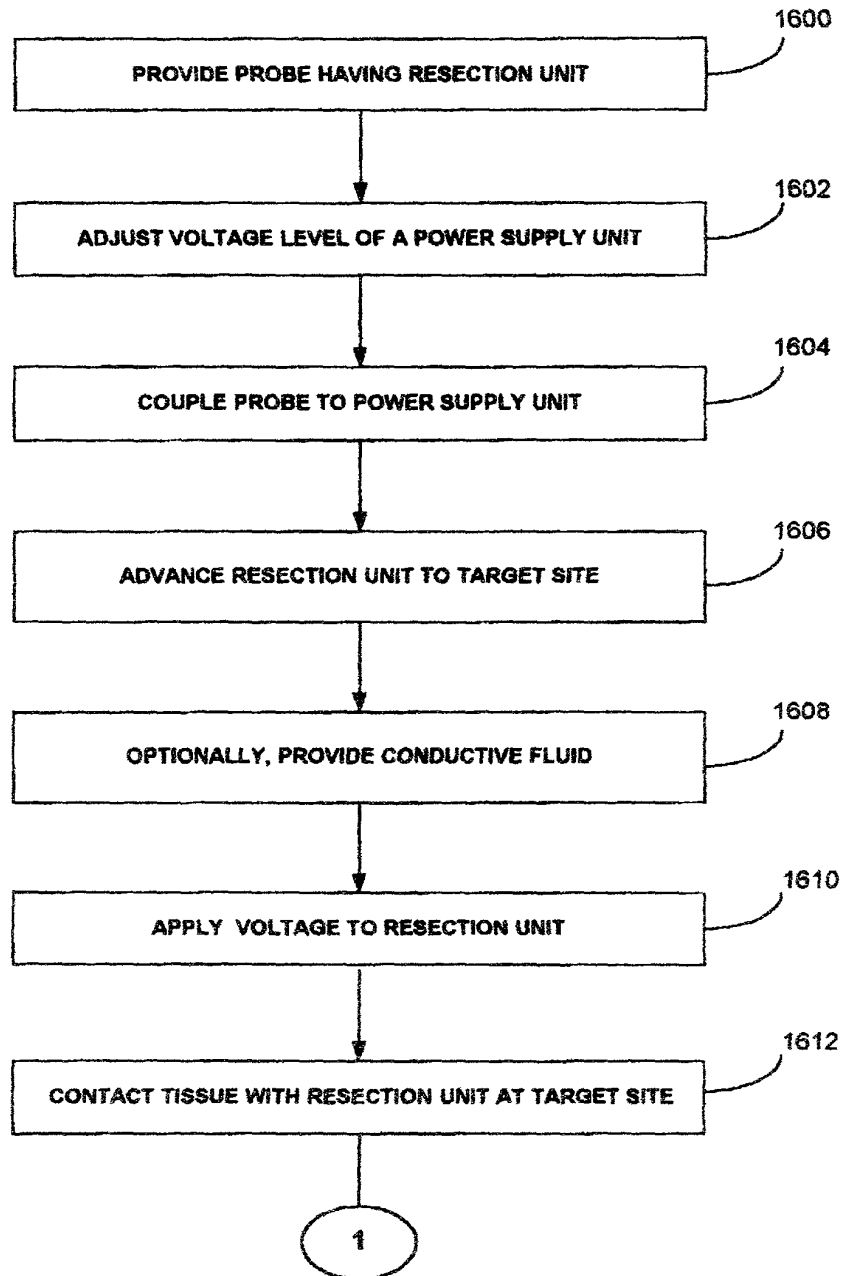 1600
PROVIDE PROBE HAVING RESECTION UNIT
1602
ADJUST VOLTAGE LEVEL OF A POWER SUPPLY UNIT
1604
COUPLE PROBE TO POWER SUPPLY UNIT
1606
ADVANCE RESECTION UNIT TO TARGET SITE
1608
OPTIONALLY, PROVIDE CONDUCTIVE FLUID
1610
APPLY VOLTAGE TO RESECTION UNIT
1612
CONTACT TISSUE WITH RESECTION UNIT AT TARGET SITE
1